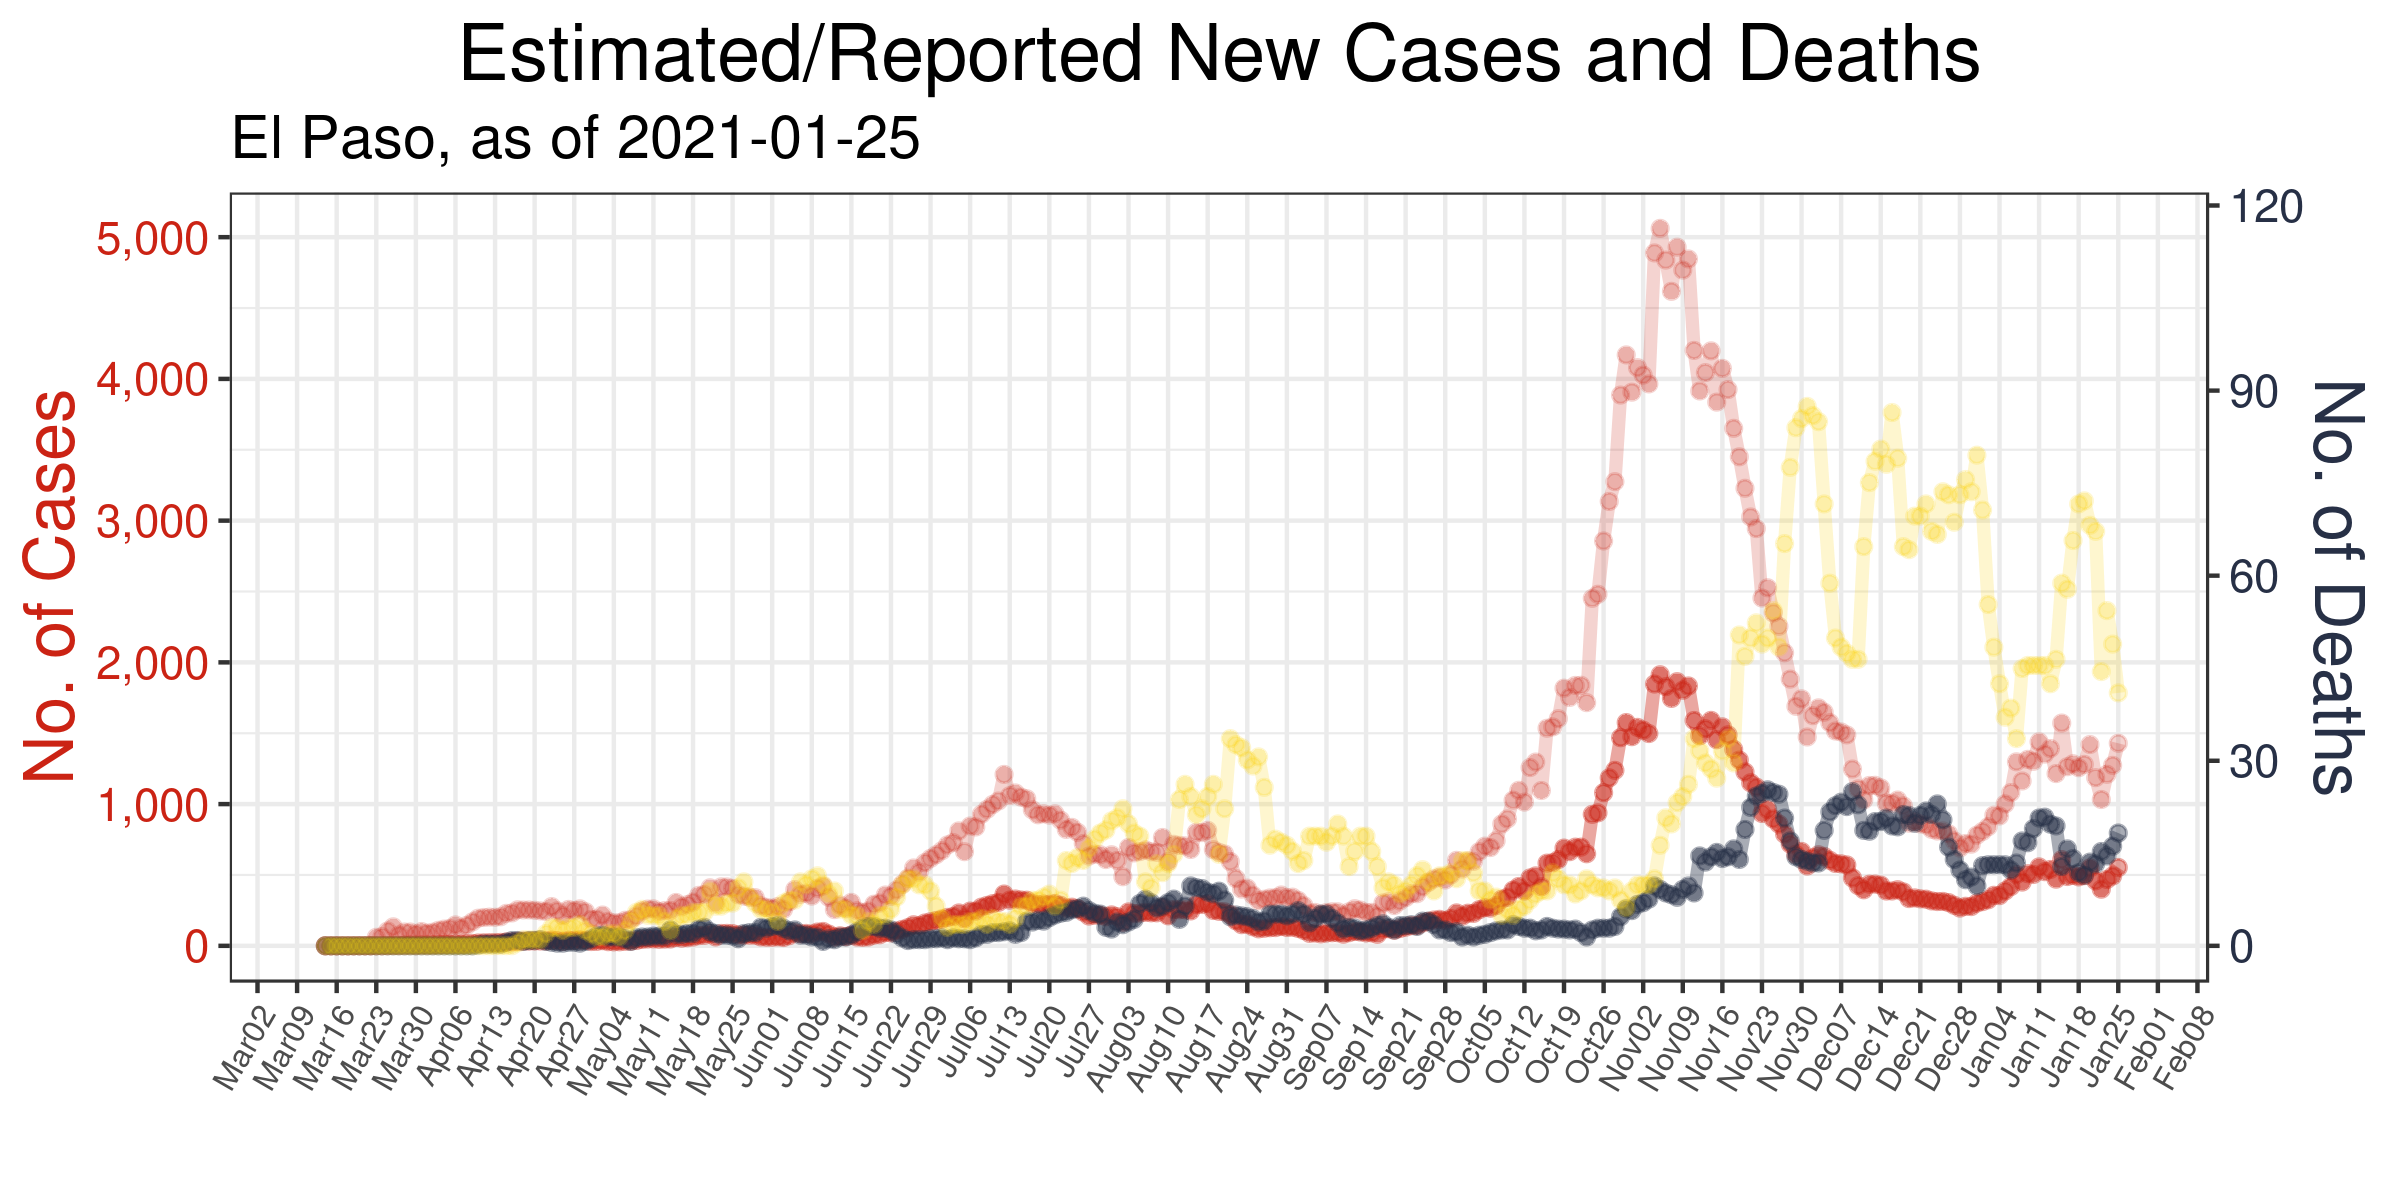 Estimated/Reported New Cases and Deaths
El Paso, as of 2021-01-25
No. of Cases
5,000
4,000
3,000
2,000
1,000
0
120
90
60
30
0
No. of Deaths
Mar02
Mar09
Mar16
Mar23
Mar30
Apr06
Apr13
Apr20
Apr27
May04
May11
May18
May25
Jun01
Jun08
Jun15
Jun22
Jun29
Jul06
Jul13
Jul20
Jul27
Aug03
Aug10
Aug17
Aug24
Aug31
Sep07
Sep14
Sep21
Sep28
Oct05
Oct12
Oct19
Oct26
Nov02
Nov09
Nov16
Nov23
Nov30
Dec07
Dec14
Dec21
Dec28
Jan04
Jan11
Jan18
Jan25
Feb01
Feb08